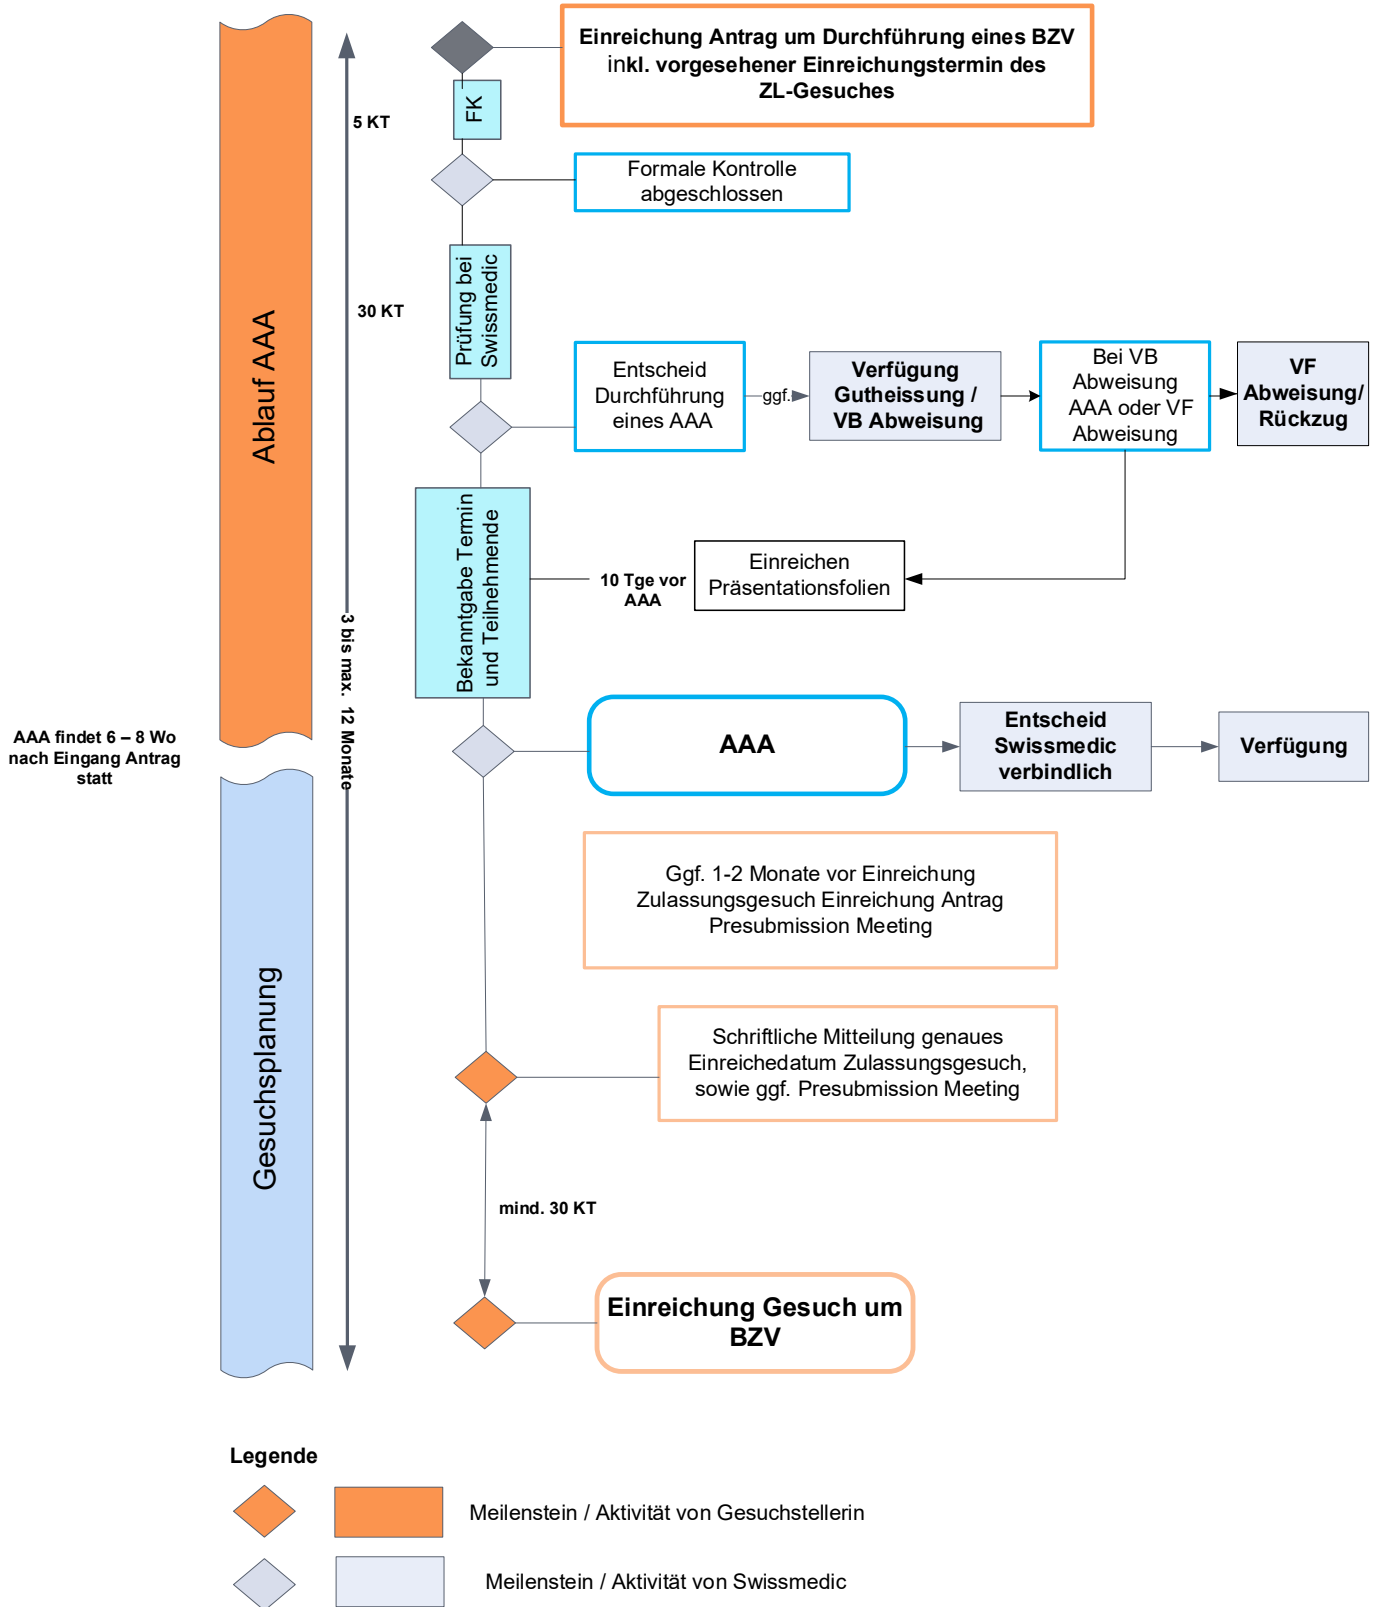 Einreichung Antrag um Durchführung eines BZV
inkl. vorgesehener Einreichungstermin des
ZL-Gesuches
FK
5 KT
Formale Kontrolle
abgeschlossen
Prüfung bei
Swissmedic
30 KT
Ablauf AAA
Entscheid
Durchführung
eines AAA
ggf.
Verfügung
Gutheissung /
VB Abweisung
Bei VB
Abweisung
AAA oder VF
Abweisung
VF
Abweisung/
Rückzug
Bekanntgabe Termin
und Teilnehmende
10 Tge vor
AAA
Einreichen
Präsentationsfolien
3 bis max. 12 Monate
AAA findet 6 – 8 Wo
nach Eingang Antrag
statt
AAA
Entscheid
Swissmedic
verbindlich
Verfügung
Ggf. 1-2 Monate vor Einreichung
Zulassungsgesuch Einreichung Antrag
Presubmission Meeting
Gesuchsplanung
Schriftliche Mitteilung genaues
Einreichedatum Zulassungsgesuch,
sowie ggf. Presubmission Meeting
mind. 30 KT
Einreichung Gesuch um
BZV
Legende
Meilenstein / Aktivität von Gesuchstellerin
Meilenstein / Aktivität von Swissmedic